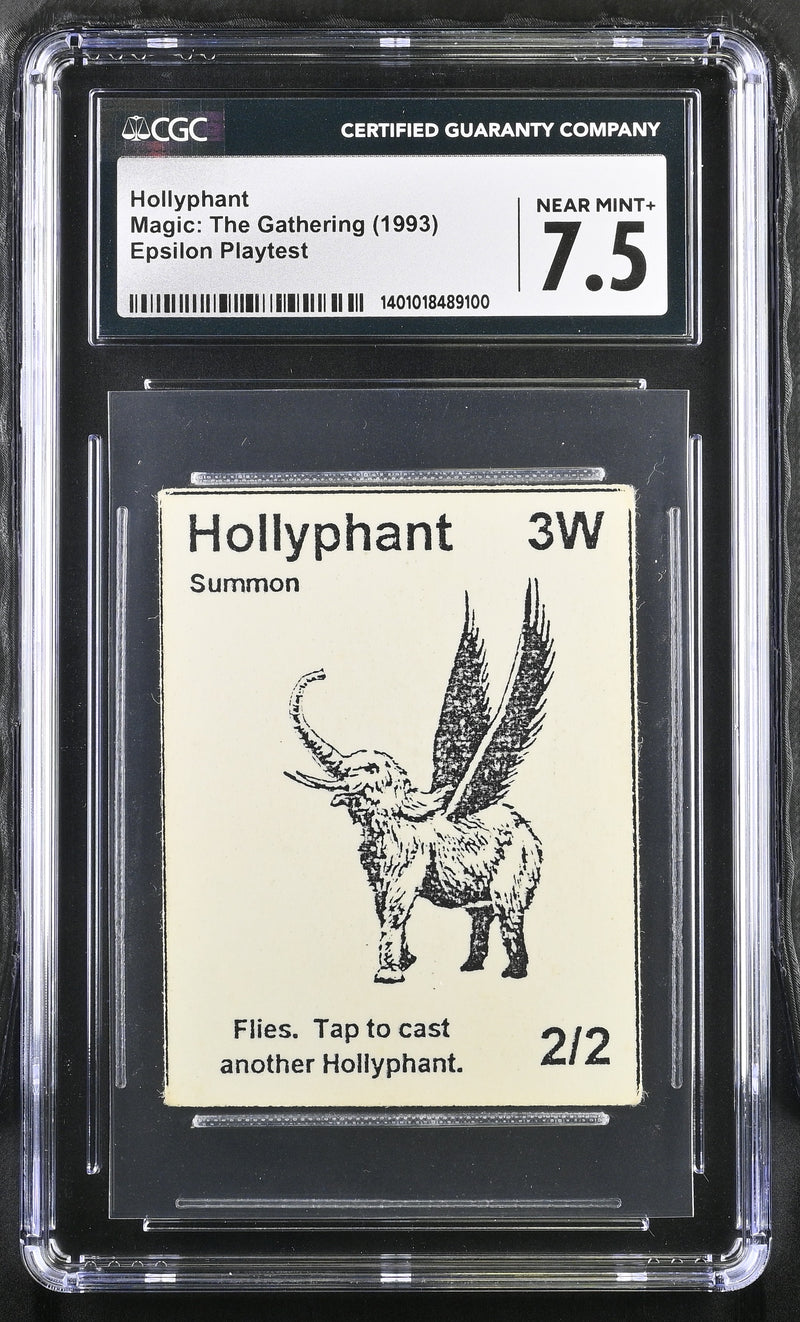 CGC
CERTIFIED GUARANTY COMPANY
Hollyphant
Magic: The Gathering (1993)
Epsilon Playtest
NEAR MINT+
7.5
1401018489100
Hollyphant 3W
Summon
Flies. Tap to cast
another Hollyphant.
2/2